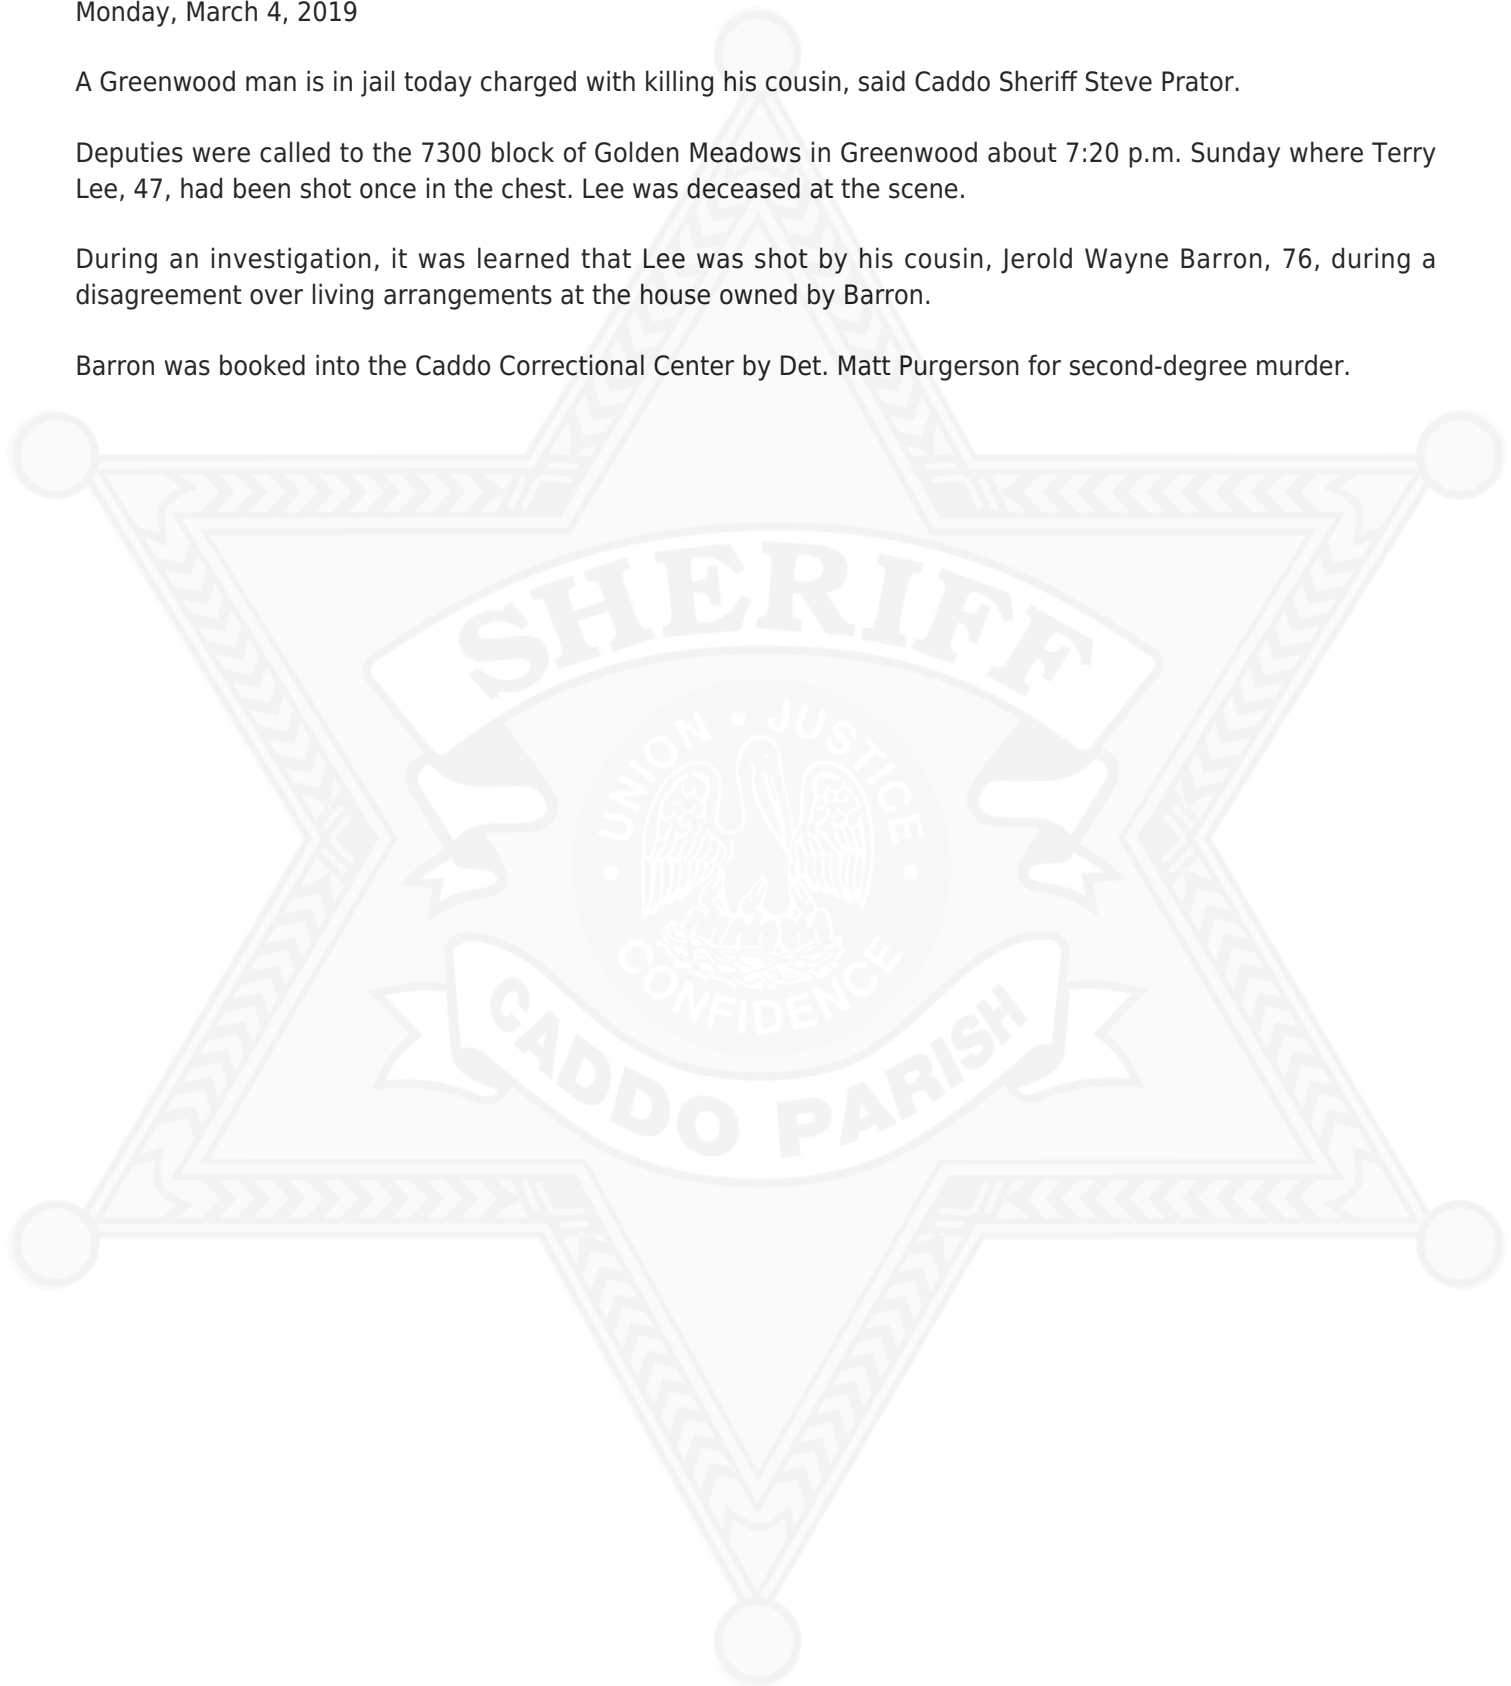 Monday, March 4, 2019
A Greenwood man is in jail today charged with killing his cousin, said Caddo Sheriff Steve Prator.
Deputies were called to the 7300 block of Golden Meadows in Greenwood about 7:20 p.m. Sunday where Terry
Lee, 47, had been shot once in the chest. Lee was deceased at the scene.
During an investigation, it was learned that Lee was shot by his cousin, Jerold Wayne Barron, 76, during a
disagreement over living arrangements at the house owned by Barron.
Barron was booked into the Caddo Correctional Center by Det. Matt Purgerson for second-degree murder.
SHERIFF
UNION • JUSTICE
• CONFIDENCE •
CADDO PARISH